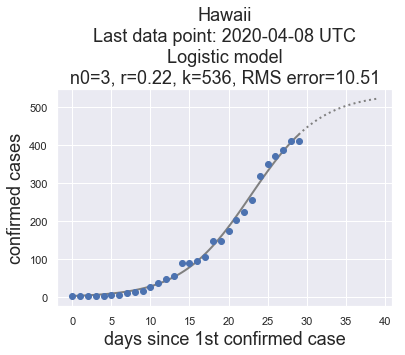 Hawaii
Last data point: 2020-04-08 UTC
Logistic model
n0=3, r=0.22, k=536, RMS error=10.51
500
400
300
200
100
0
confirmed cases
0 5 10 15 20 25 30 35 40
days since 1st confirmed case